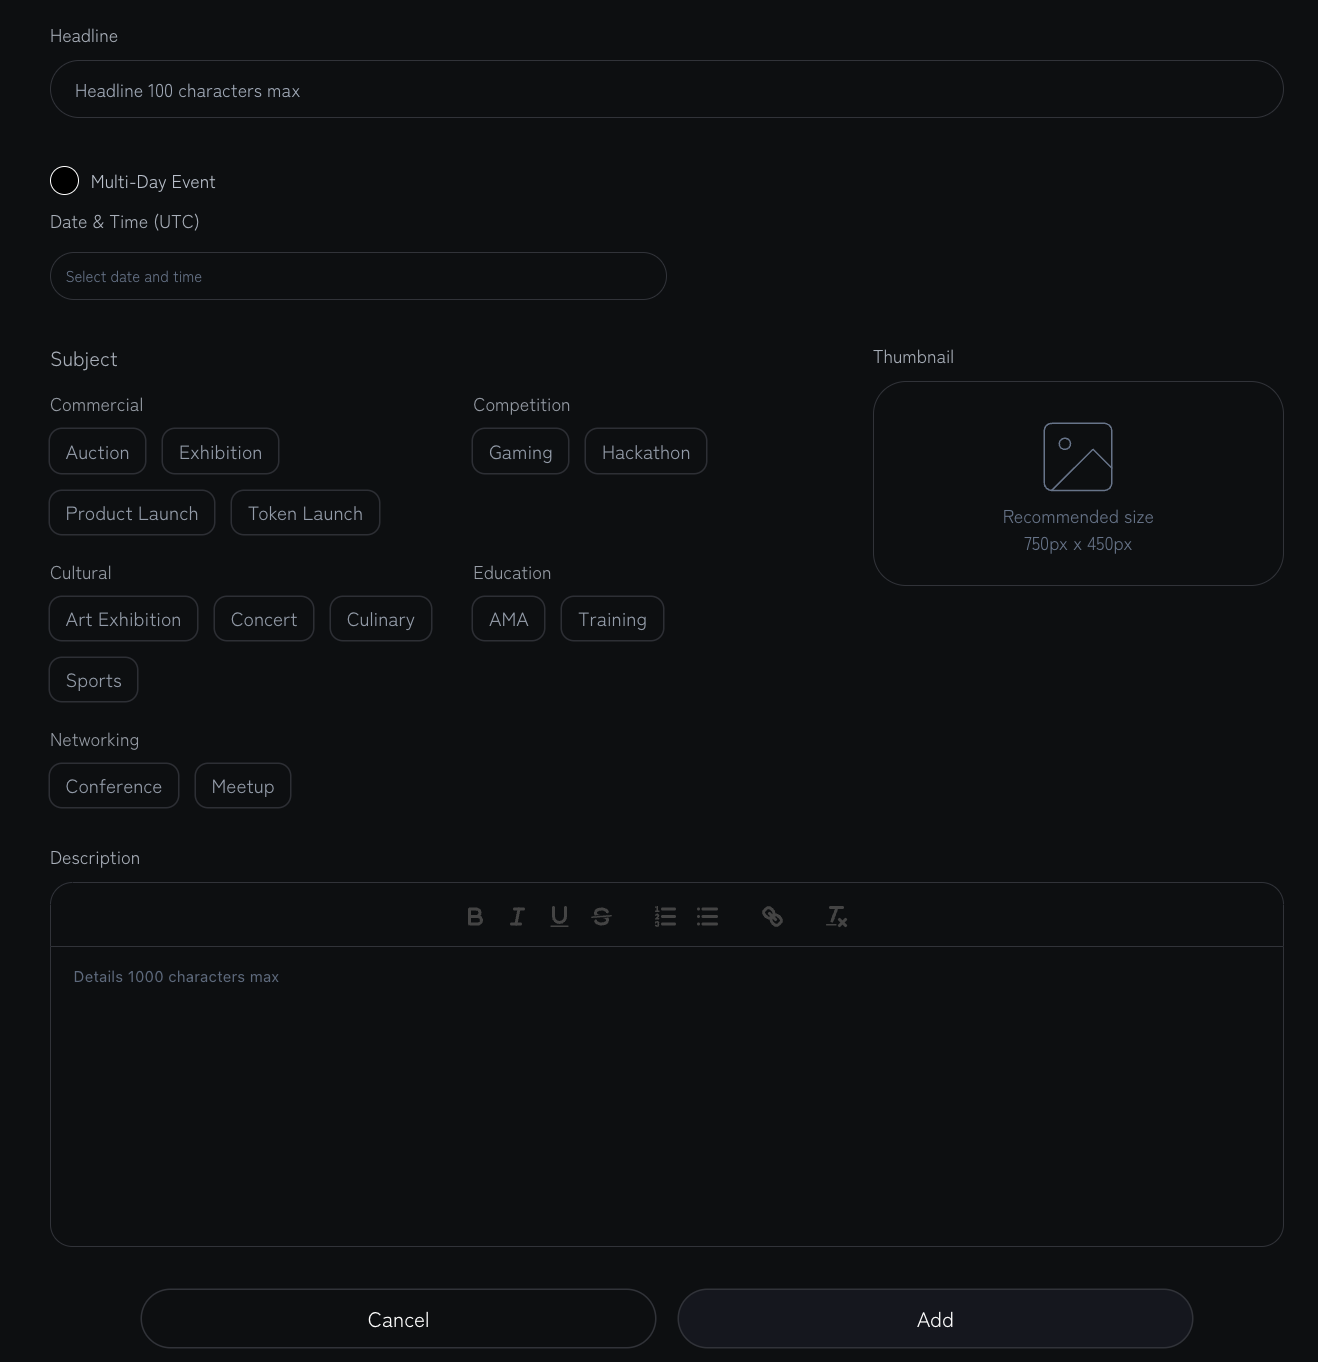 Headline
Headline 100 characters max
Multi-Day Event
Date & Time (UTC)
Select date and time
Subject
Commercial
Auction
Exhibition
Product Launch
Token Launch
Competition
Gaming
Hackathon
Cultural
Art Exhibition
Concert
Culinary
Sports
Education
AMA
Training
Networking
Conference
Meetup
Thumbnail
Recommended size
750px x 450px
Description
Details 1000 characters max
Cancel
Add